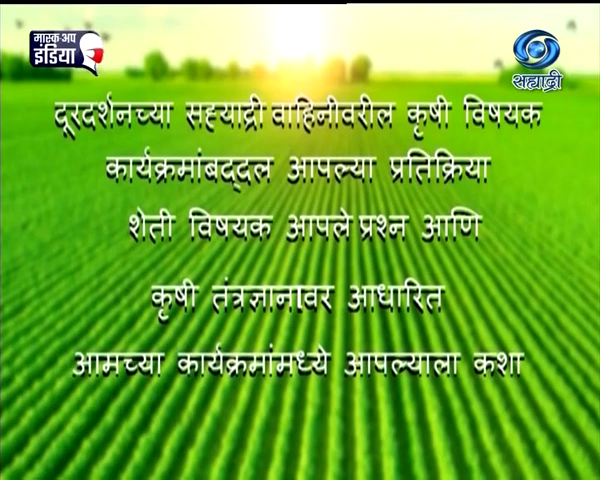 मास्क अप
इंडिया
सह्याद्री
दूरदर्शनच्या सह्याद्री वाहिनीवरील कृषी विषयक
कार्यक्रमांबद्दल आपल्या प्रतिक्रिया
शेती विषयक आपले प्रश्न आणि
कृषी तंत्रज्ञानावर आधारित
आमच्या कार्यक्रमांमध्ये आपल्याला कशा